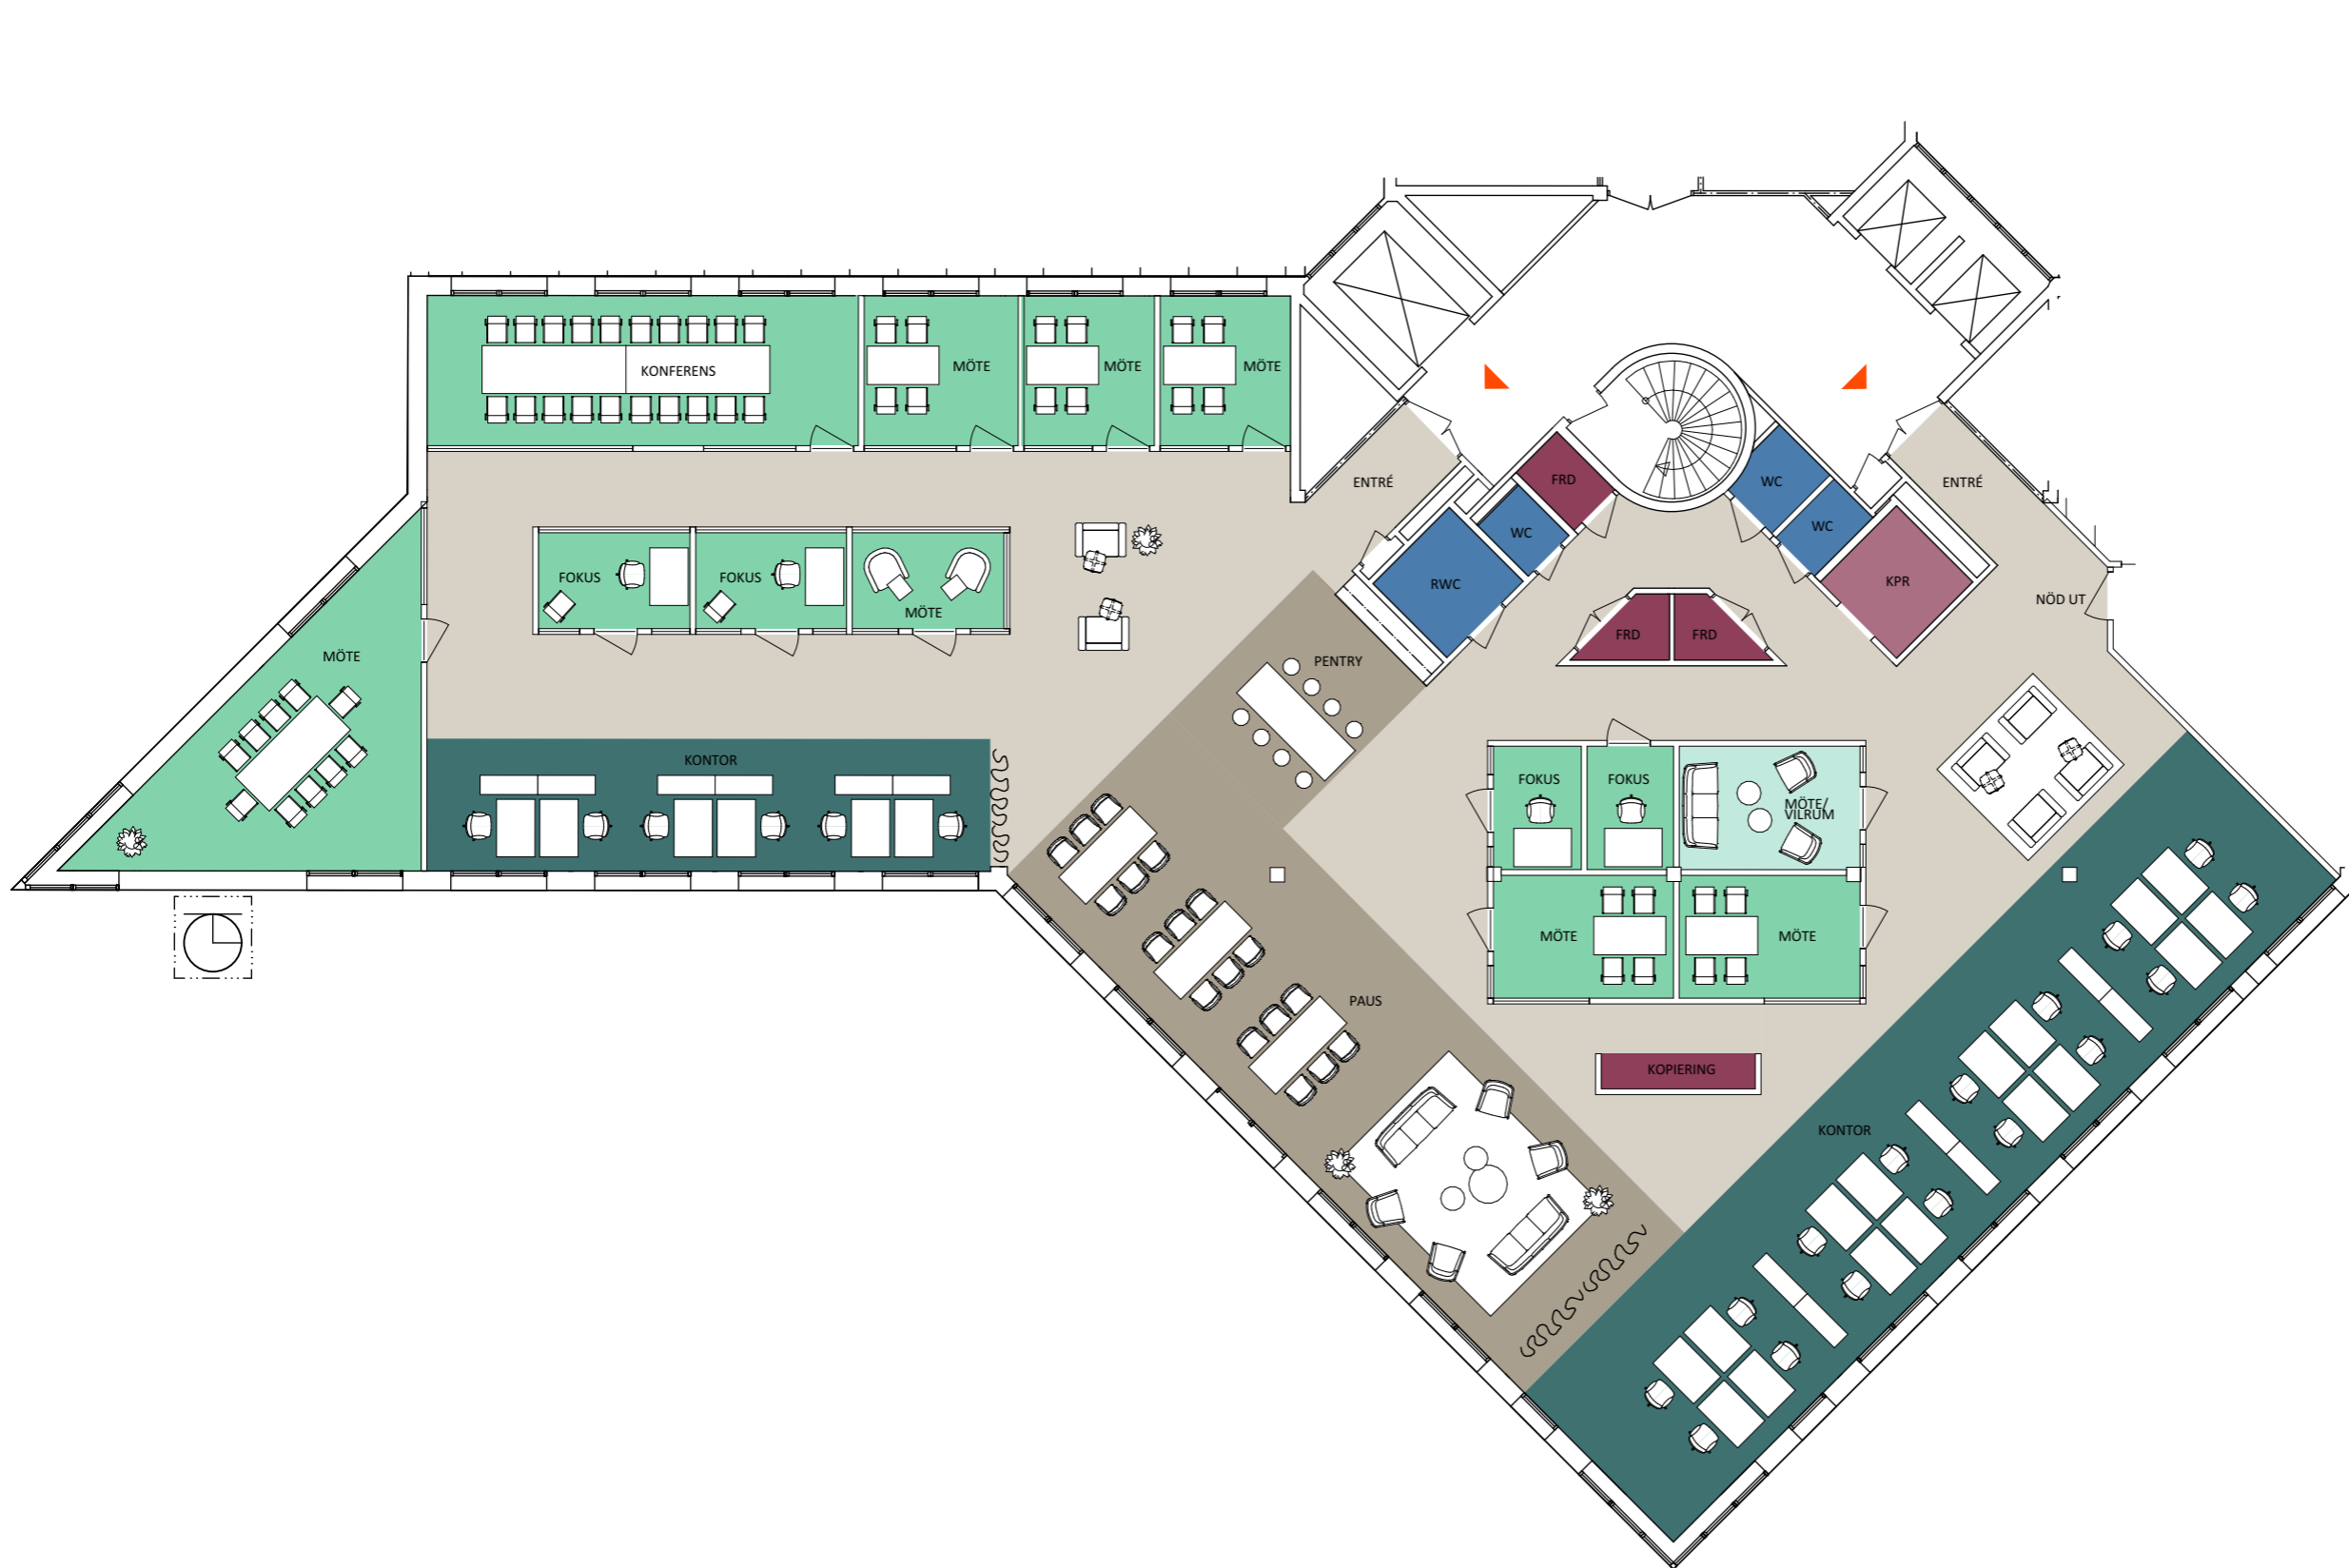 KONFERENS
MÖTE
MÖTE
MÖTE
ENTRÉ
FRD
WC
WC
WC
ENTRÉ
RWC
KPR
NÖD UT
FOKUS
FOKUS
MÖTE
FRD
FRD
MÖTE
PENTRY
KONTOR
FOKUS
FOKUS
MÖTE/
VILRUM
MÖTE
MÖTE
PAUS
KOPIERING
KONTOR